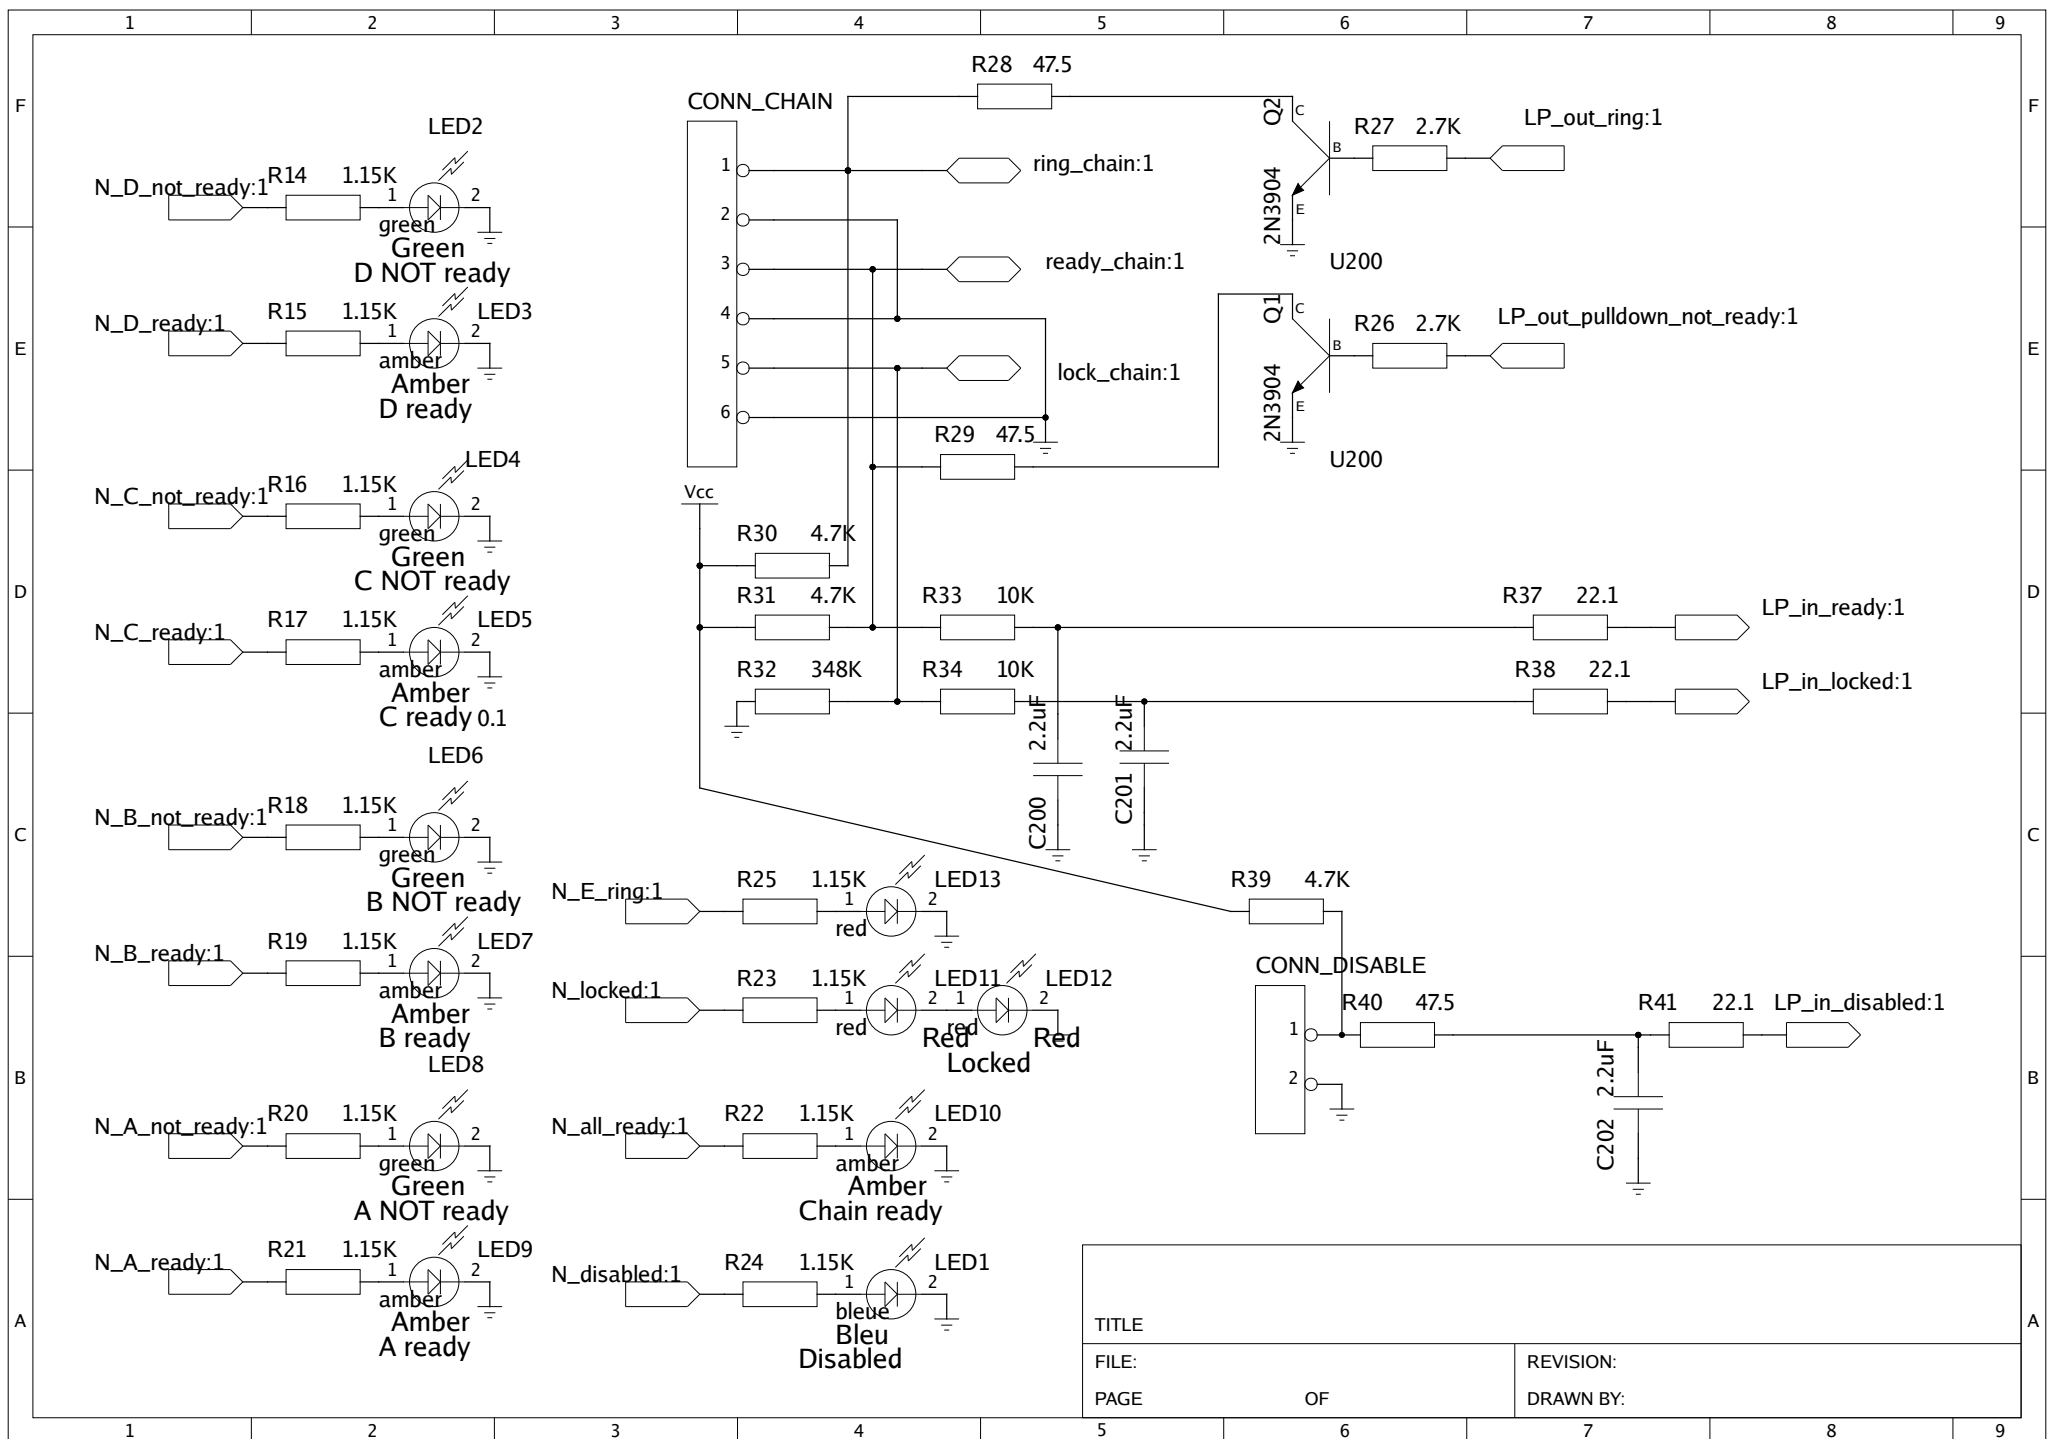 1 2 3 4 5 6 7 8 9
F
E
D
C
B
A
LED2
N_D_not_ready:1 R14 1.15K 1 2
green
Green
D NOT ready
N_D_ready:1 R15 1.15K 1 2 LED3
amber
Amber
D ready
LED4
N_C_not_ready:1 R16 1.15K 1 2
green
Green
C NOT ready
N_C_ready:1 R17 1.15K 1 2 LED5
amber
Amber
C ready 0.1
LED6
N_B_not_ready:1 R18 1.15K 1 2
green
Green
B NOT ready
N_B_ready:1 R19 1.15K 1 2 LED7
amber
Amber
B ready
LED8
N_A_not_ready:1 R20 1.15K 1 2
green
Green
A NOT ready
N_A_ready:1 R21 1.15K 1 2 LED9
amber
Amber
A ready
N_E_ring:1 R25 1.15K 1 2 LED13
red
N_locked:1 R23 1.15K 1 2 LED11 1 2 LED12
red red
Red Red
Locked
N_all_ready:1 R22 1.15K 1 2 LED10
amber
Amber
Chain ready
N_disabled:1 R24 1.15K 1 2 LED1
bleue
Bleu
Disabled
CONN_CHAIN
1
2
3
4
5
6
ring_chain:1
ready_chain:1
lock_chain:1
R28 47.5
Q2 C B E
2N3904
U200
R27 2.7K LP_out_ring:1
Q1 C B E
2N3904
U200
R26 2.7K LP_out_pulldown_not_ready:1
R29 47.5
Vcc
R30 4.7K
R31 4.7K R33 10K R37 22.1 LP_in_ready:1
R32 348K R34 10K R38 22.1 LP_in_locked:1
2.2uF
C200
2.2uF
C201
R39 4.7K
CONN_DISABLE
1
2
R40 47.5 R41 22.1 LP_in_disabled:1
2.2uF
C202
TITLE
FILE: REVISION:
PAGE OF DRAWN BY:
F
E
D
C
B
A
1 2 3 4 5 6 7 8 9